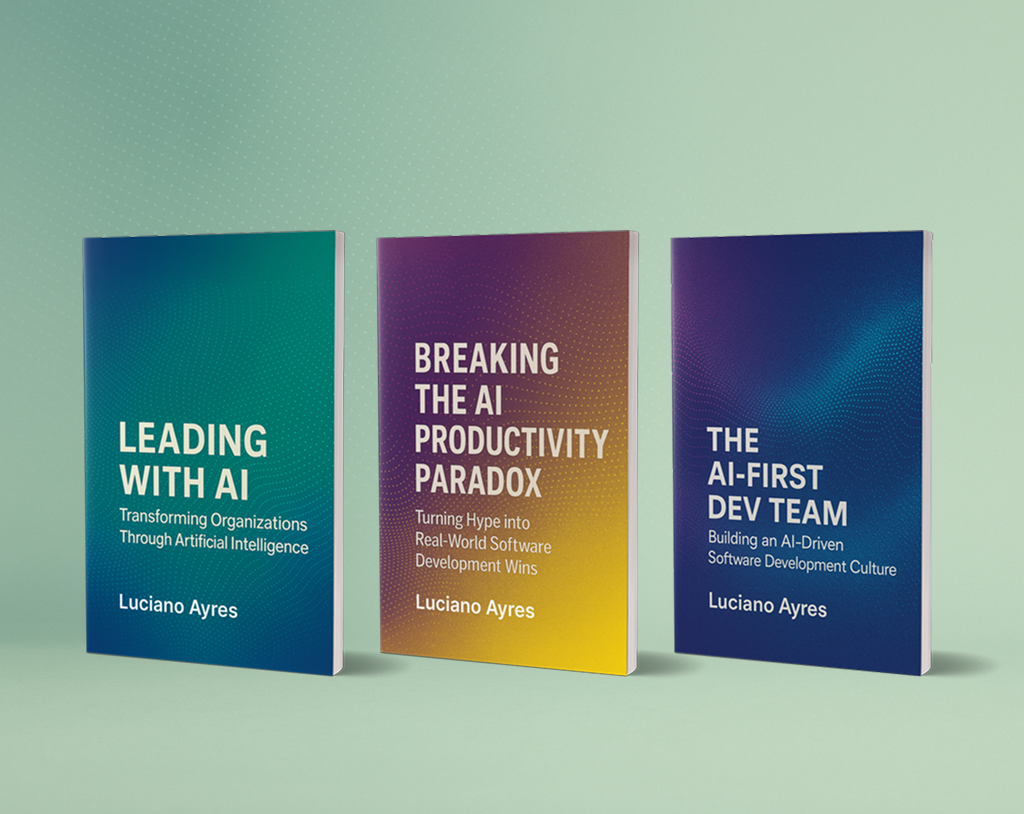 LEADING
WITH AI
Transforming Organizations
Through Artificial Intelligence
Luciano Ayres
BREAKING
THE AI
PRODUCTIVITY
PARADOX
Turning Hype into
Real-World Software
Development Wins
Luciano Ayres
THE
AI-FIRST
DEV TEAM
Building an AI-Driven
Software Development Culture
Luciano Ayres